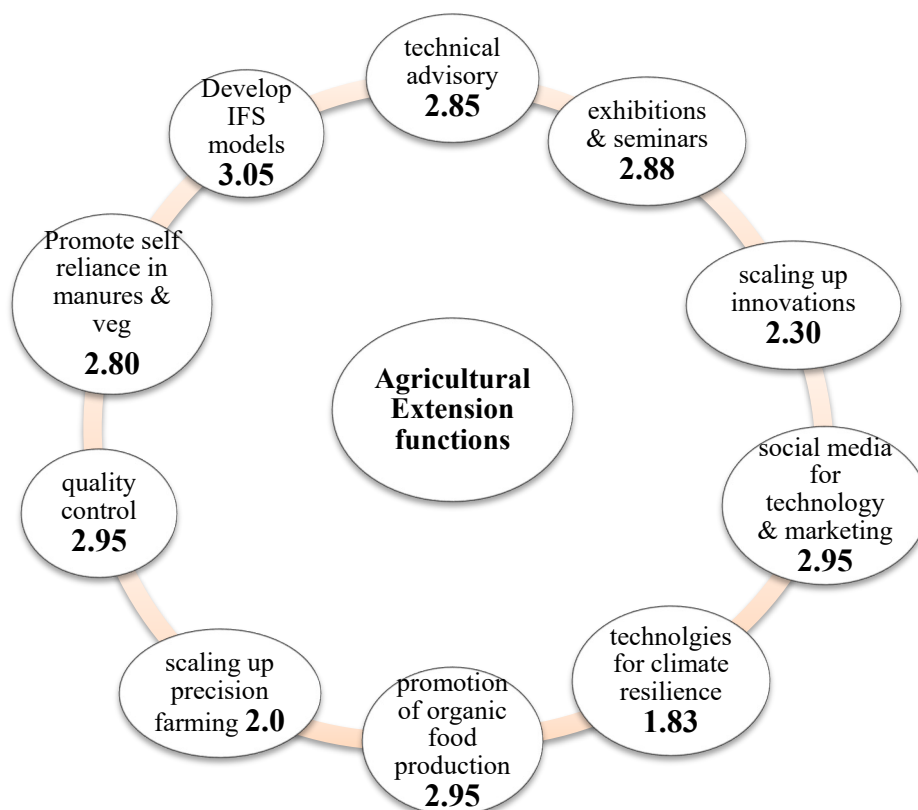 technical
advisory
2.85
exhibitions
& seminars
2.88
scaling up
innovations
2.30
social media
for
technology
& marketing
2.95
technolgies
for climate
resilience
1.83
promotion
of organic
food
production
2.95
scaling up
precision
farming 2.0
quality
control
2.95
Promote self
reliance in
manures &
veg
2.80
Develop
IFS
models
3.05
Agricultural
Extension
functions